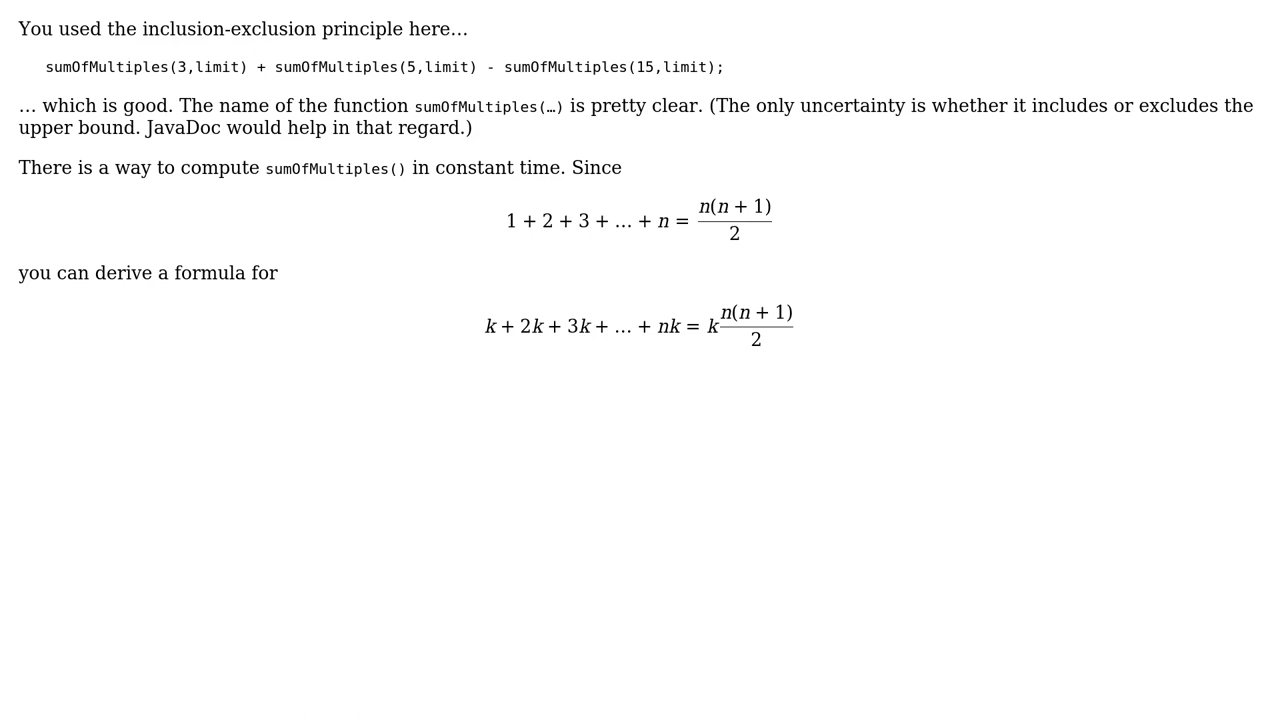 You used the inclusion-exclusion principle here…
sumOfMultiples(3,limit) + sumOfMultiples(5,limit) - sumOfMultiples(15,limit);
… which is good. The name of the function sumOfMultiples(…) is pretty clear. (The only uncertainty is whether it includes or excludes the
upper bound. JavaDoc would help in that regard.)
There is a way to compute sumOfMultiples() in constant time. Since
1 + 2 + 3 + … + n = n(n + 1)/2
you can derive a formula for
k + 2k + 3k + … + nk = k n(n + 1)/2